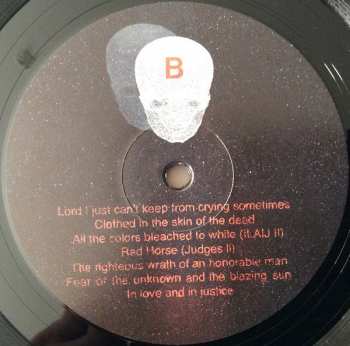 B
Lord I just can't keep from crying sometimes
Clothed in the skin of the dead
All the colors bleached to white (ILAIJ II)
Red Horse (Judges II)
The righteous wrath of an honorable man
Fear of the unknown and the blazing sun
In love and in justice